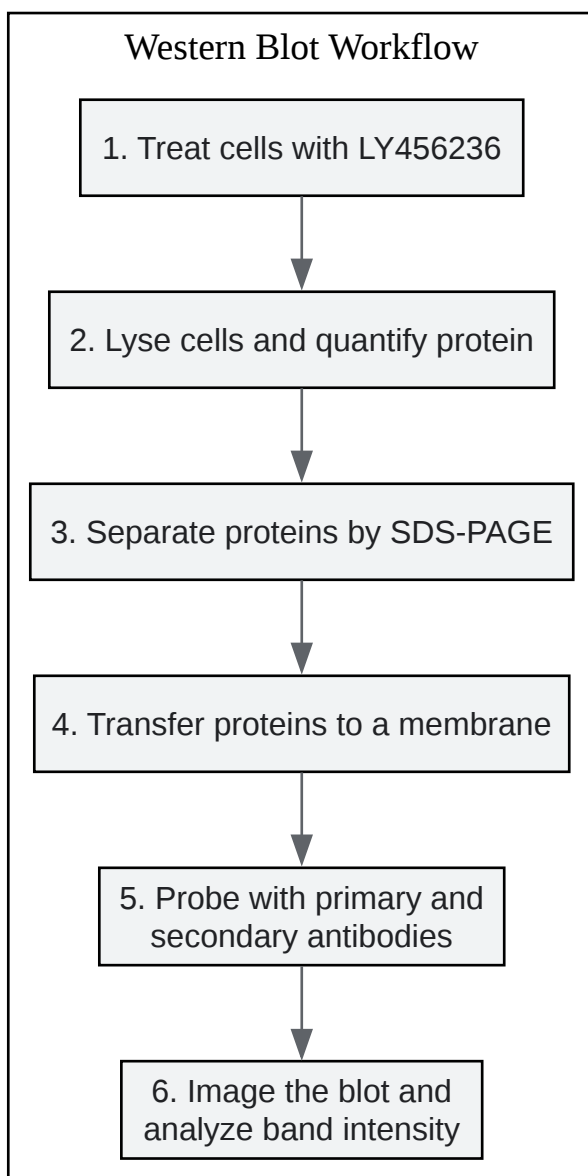 Western Blot Workflow
1. Treat cells with LY456236
2. Lyse cells and quantify protein
3. Separate proteins by SDS-PAGE
4. Transfer proteins to a membrane
5. Probe with primary and
secondary antibodies
6. Image the blot and
analyze band intensity